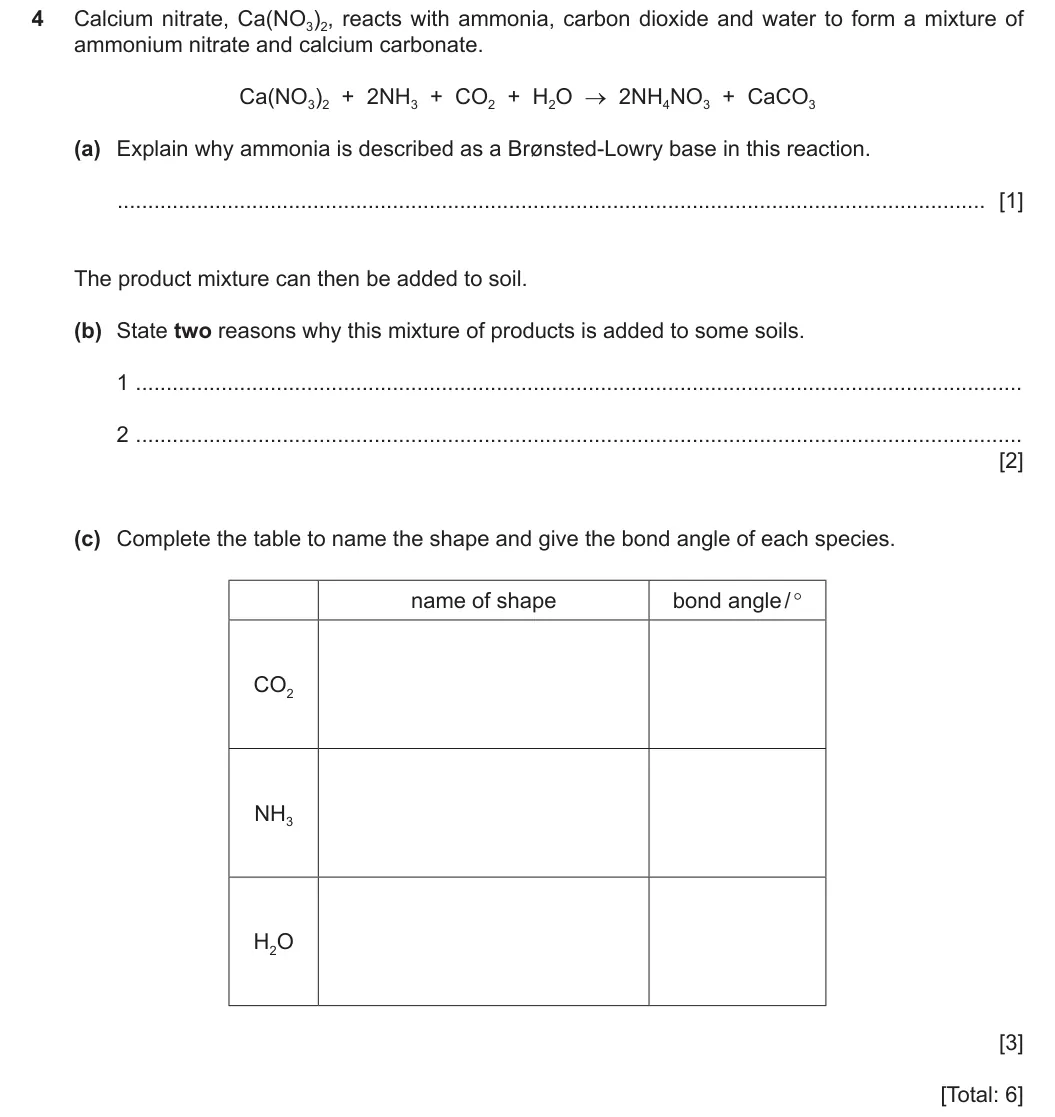 4 Calcium nitrate, Ca(NO₃)₂, reacts with ammonia, carbon dioxide and water to form a mixture of
ammonium nitrate and calcium carbonate.
Ca(NO₃)₂ + 2NH₃ + CO₂ + H₂O → 2NH₄NO₃ + CaCO₃
(a) Explain why ammonia is described as a Brønsted-Lowry base in this reaction.
.............................................................................................................................................. [1]
The product mixture can then be added to soil.
(b) State two reasons why this mixture of products is added to some soils.
1 ..................................................................................................................................................
2 ..................................................................................................................................................
[2]
(c) Complete the table to name the shape and give the bond angle of each species.
name of shape bond angle/°
CO₂
NH₃
H₂O
[3]
[Total: 6]